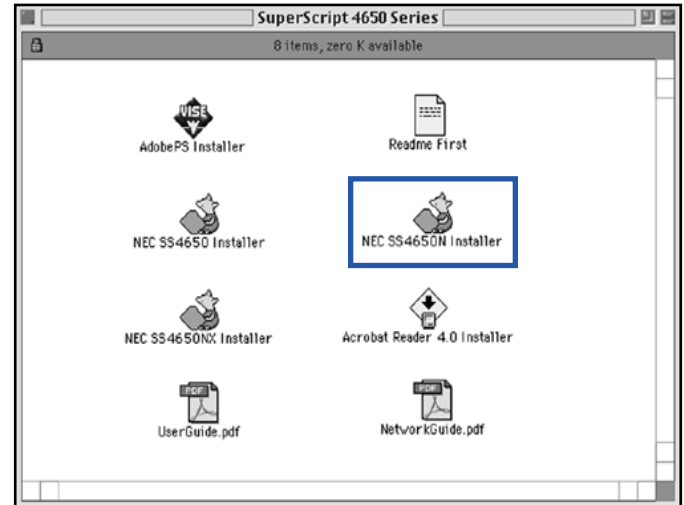 SuperScript 4650 Series
8 items, zero K available
VISE
AdobePS Installer
Readme First
NEC SS4650 Installer
NEC SS4650N Installer
NEC SS4650NX Installer
Acrobat Reader 4.0 Installer
PDF
UserGuide.pdf
PDF
NetworkGuide.pdf